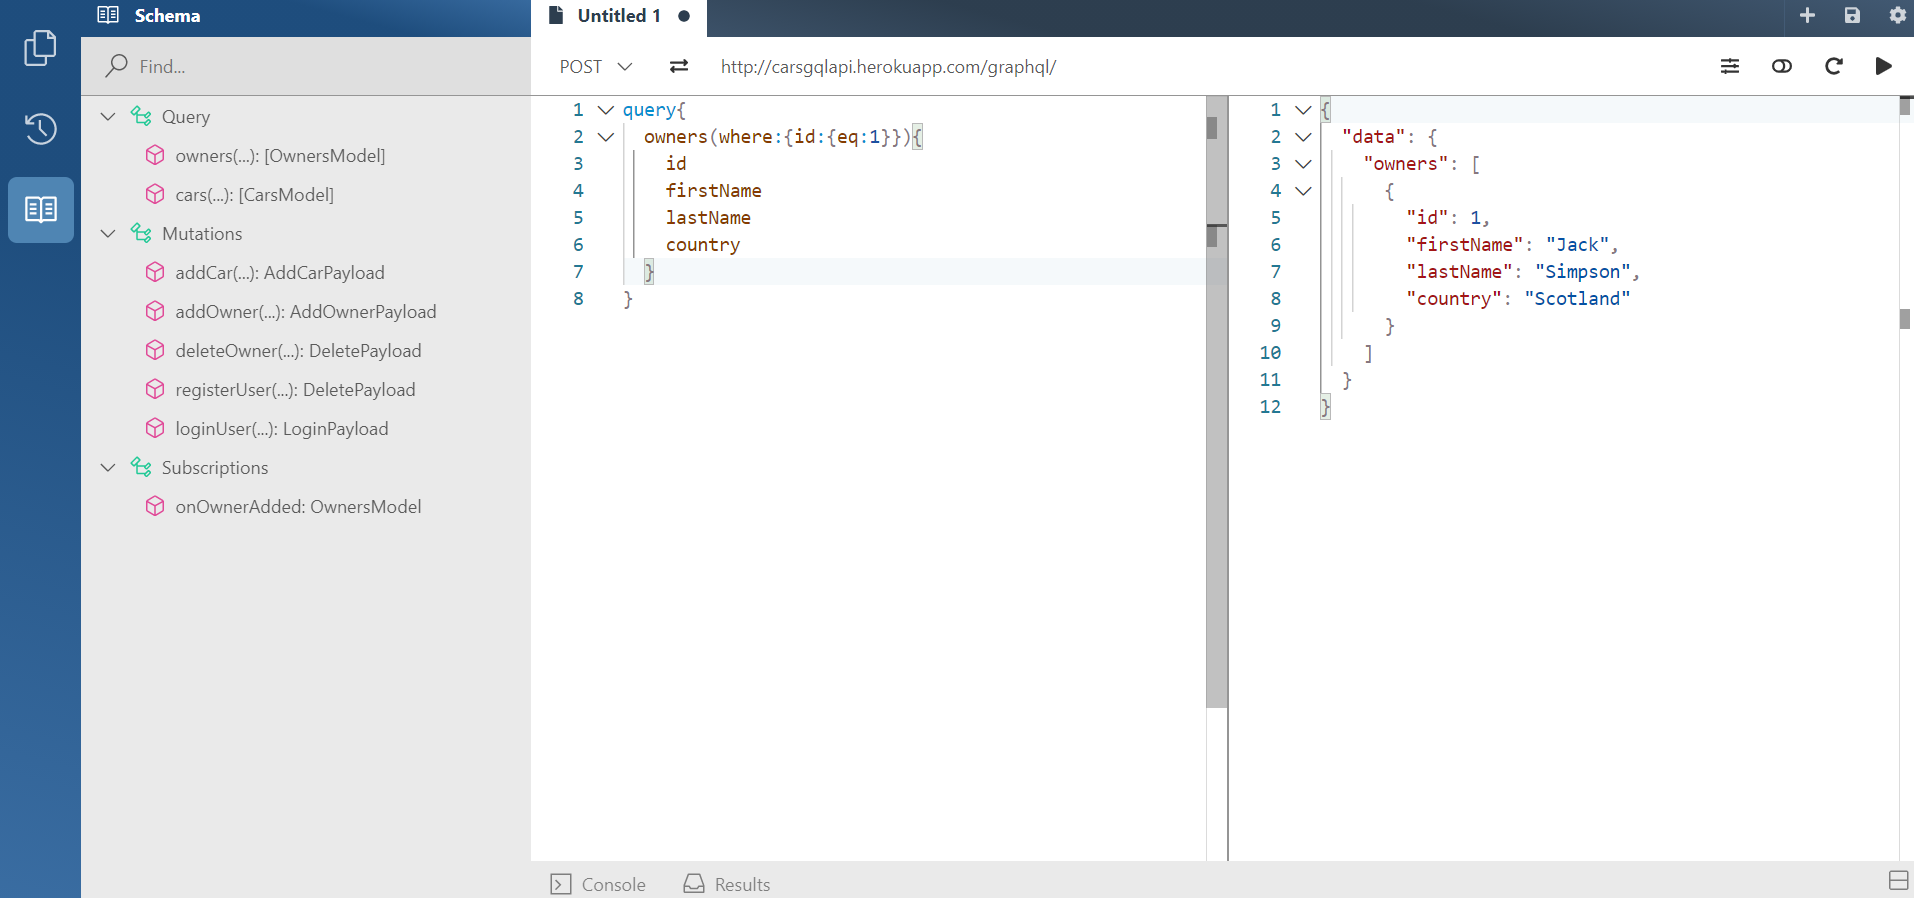 Schema
Untitled 1
Find...
POST http://carsgqlapi.herokuapp.com/graphql/
Query
owners(...): [OwnersModel]
cars(...): [CarsModel]
Mutations
addCar(...): AddCarPayload
addOwner(...): AddOwnerPayload
deleteOwner(...): DeletePayload
registerUser(...): DeletePayload
loginUser(...): LoginPayload
Subscriptions
onOwnerAdded: OwnersModel
1 query{
2 owners(where:{id:{eq:1}}){
3 id
4 firstName
5 lastName
6 country
7 }
8 }
1 {
2 "data": {
3 "owners": [
4 {
5 "id": 1,
6 "firstName": "Jack",
7 "lastName": "Simpson",
8 "country": "Scotland"
9 }
10 ]
11 }
12 }
Console Results